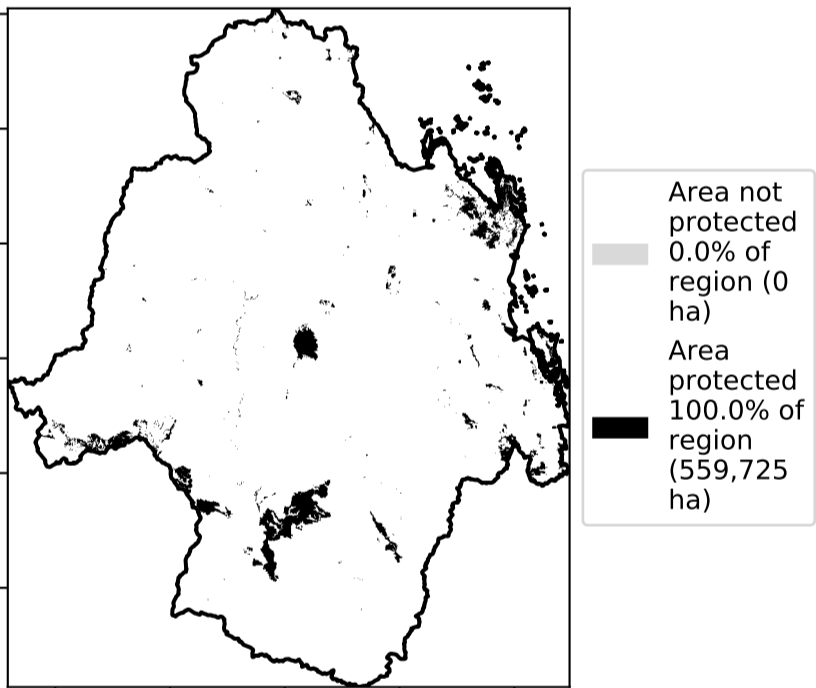 Area not
protected
0.0% of
region (0
ha)
Area
protected
100.0% of
region
(559,725
ha)